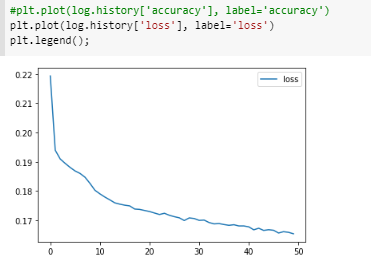 #plt.plot(log.history['accuracy'], label='accuracy')
plt.plot(log.history['loss'], label='loss')
plt.legend();
loss
0.22
0.21
0.20
0.19
0.18
0.17
0 10 20 30 40 50